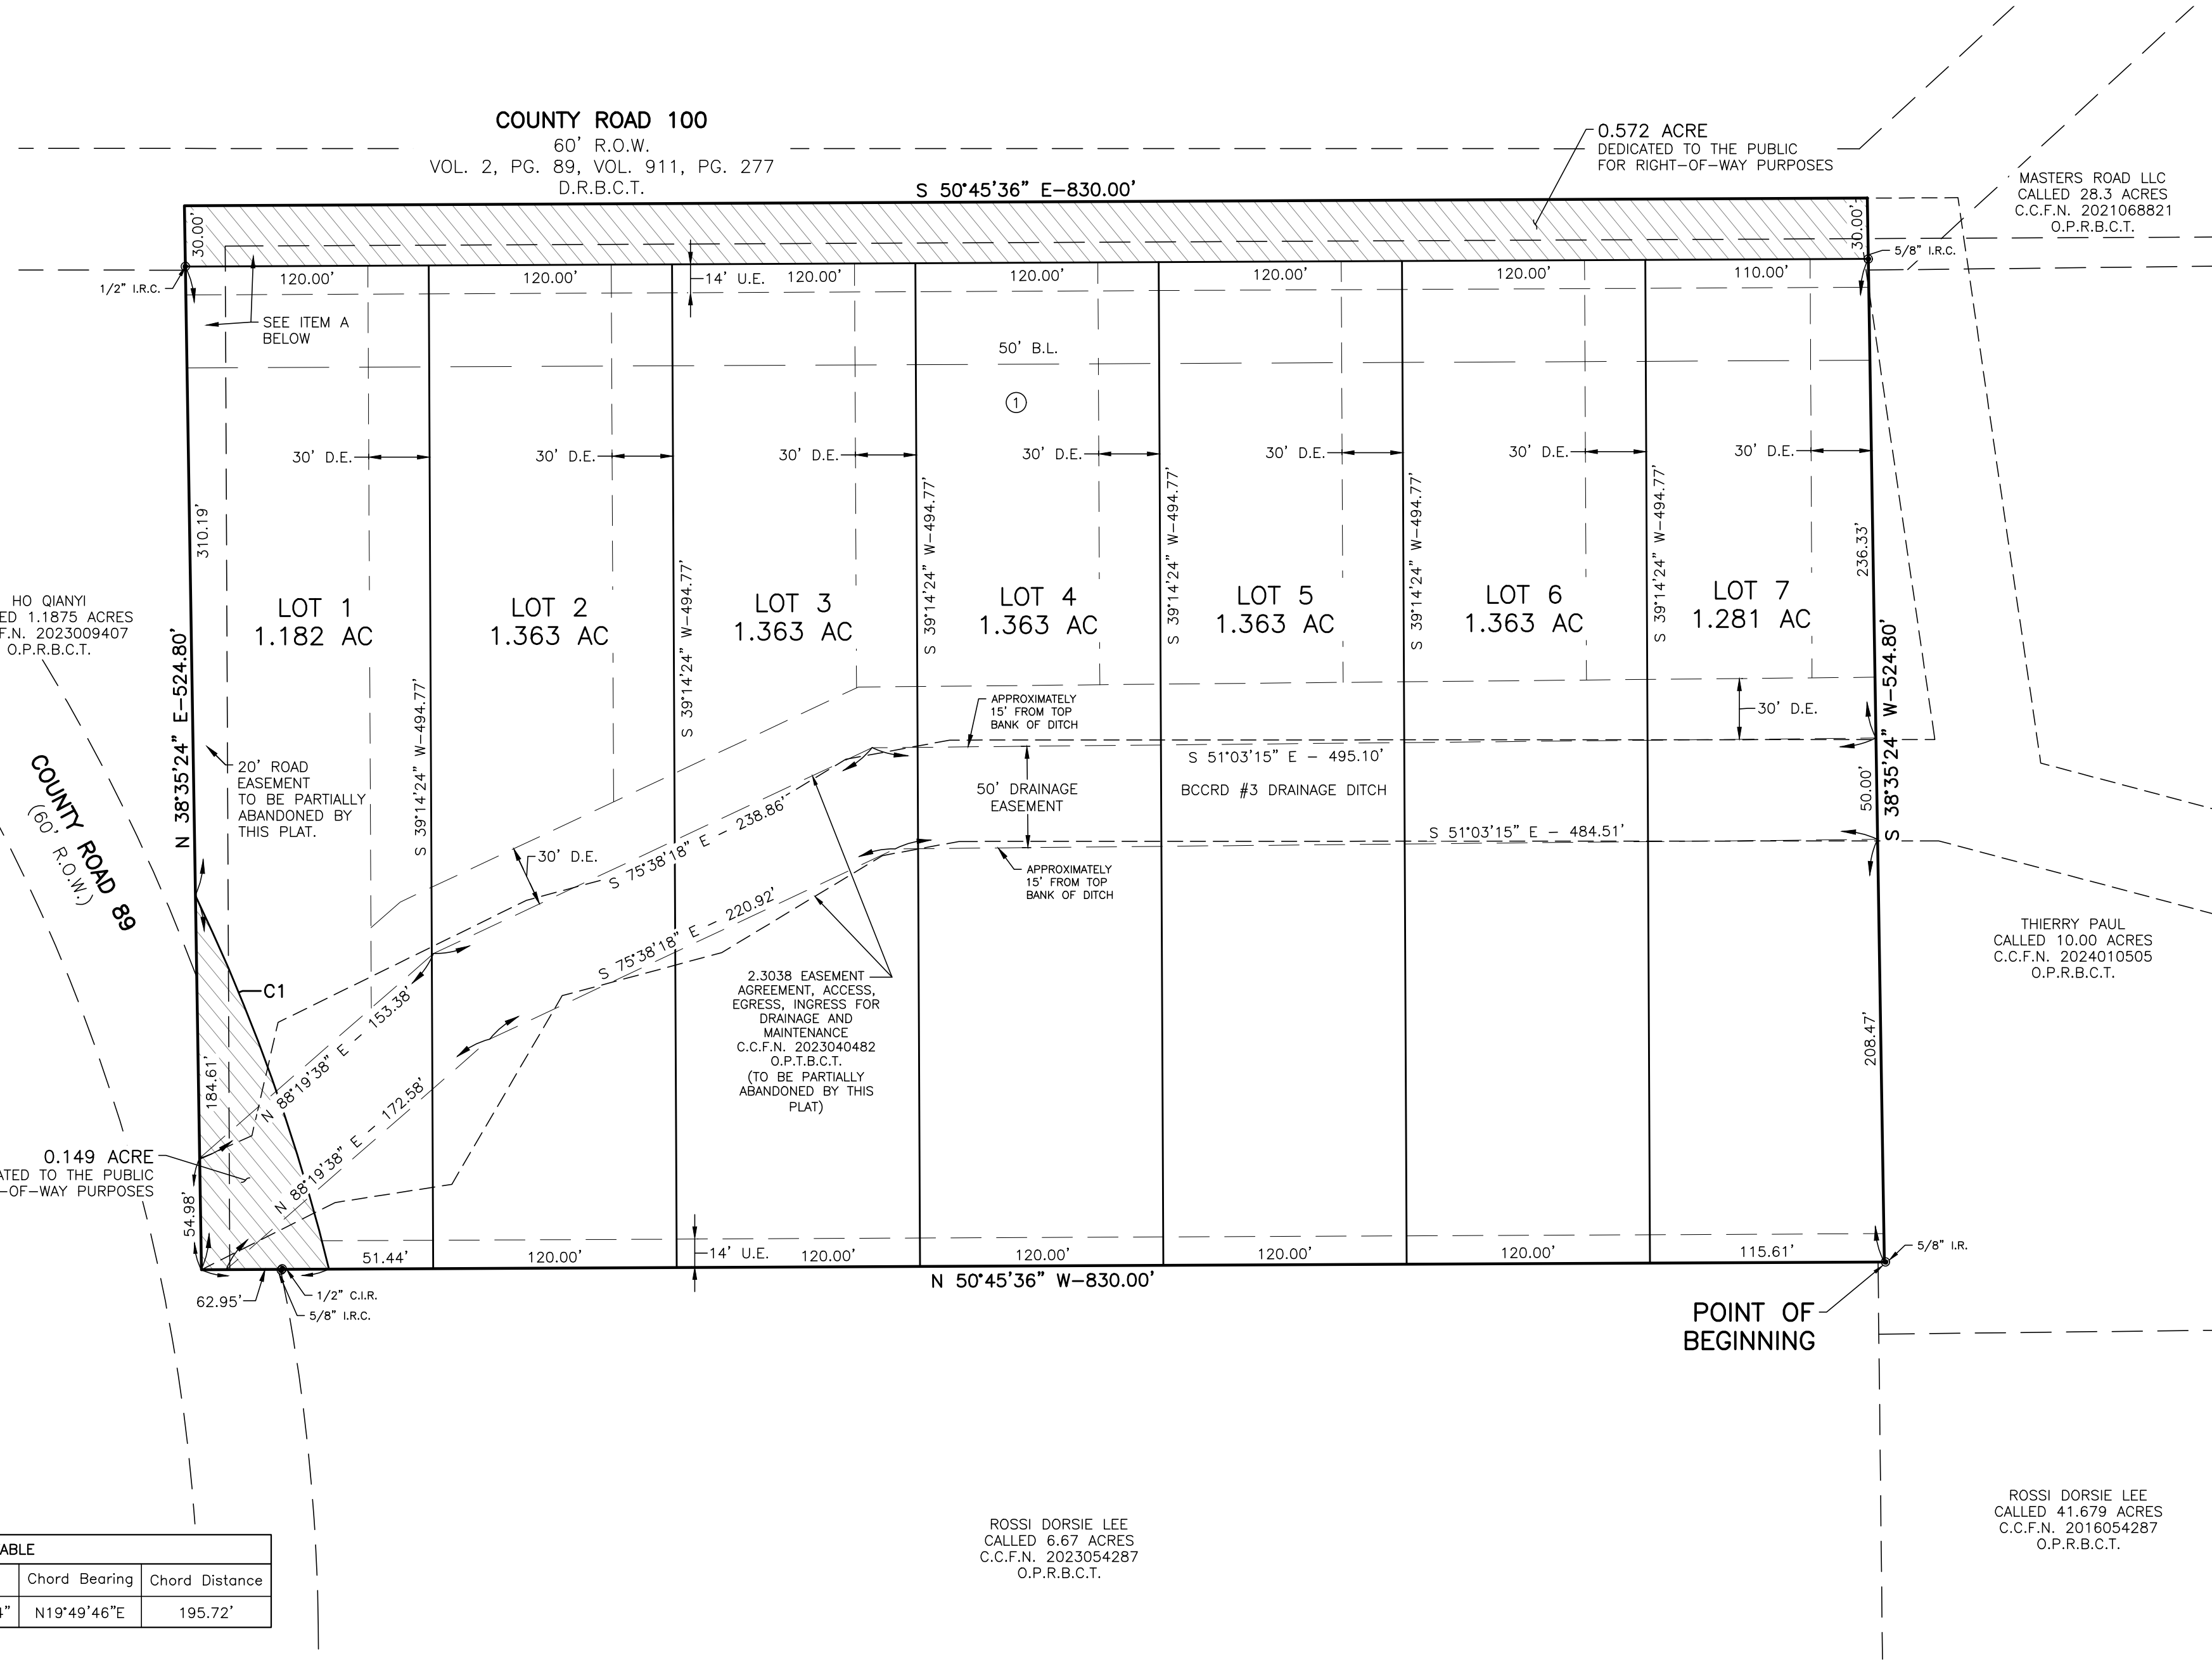 COUNTY ROAD 100
60' R.O.W.
VOL. 2, PG. 89, VOL. 911, PG. 277
D.R.B.C.T.
S 50°45'36" E-830.00'
0.572 ACRE
DEDICATED TO THE PUBLIC
FOR RIGHT-OF-WAY PURPOSES
MASTERS ROAD LLC
CALLED 28.3 ACRES
C.C.F.N. 2021068821
O.P.R.B.C.T.
30.00'
30.00'
5/8" I.R.C.
1/2" I.R.C.
120.00'
120.00'
14' U.E.
120.00'
120.00'
120.00'
120.00'
110.00'
SEE ITEM A
BELOW
50' B.L.
1
30' D.E.
30' D.E.
30' D.E.
30' D.E.
30' D.E.
30' D.E.
30' D.E.
310.19'
236.33'
N 38°35'24" E-524.80'
S 39°14'24" W-494.77'
S 39°14'24" W-494.77'
S 39°14'24" W-494.77'
S 39°14'24" W-494.77'
S 39°14'24" W-494.77'
S 39°14'24" W-494.77'
S 38°35'24" W-524.80'
HO QIANYI
ED 1.1875 ACRES
F.N. 2023009407
O.P.R.B.C.T.
LOT 1
1.182 AC
LOT 2
1.363 AC
LOT 3
1.363 AC
LOT 4
1.363 AC
LOT 5
1.363 AC
LOT 6
1.363 AC
LOT 7
1.281 AC
COUNTY ROAD 89
(60' R.O.W.)
20' ROAD
EASEMENT
TO BE PARTIALLY
ABANDONED BY
THIS PLAT.
APPROXIMATELY
15' FROM TOP
BANK OF DITCH
30' D.E.
S 51°03'15" E - 495.10'
50' DRAINAGE
EASEMENT
BCCRD #3 DRAINAGE DITCH
50.00'
S 51°03'15" E - 484.51'
30' D.E.
S 75°38'18" E - 238.86'
S 75°38'18" E - 220.92'
APPROXIMATELY
15' FROM TOP
BANK OF DITCH
THIERRY PAUL
CALLED 10.00 ACRES
C.C.F.N. 2024010505
O.P.R.B.C.T.
C1
N 88°19'38" E - 153.38'
N 88°19'38" E - 172.58'
2.3038 EASEMENT
AGREEMENT, ACCESS,
EGRESS, INGRESS FOR
DRAINAGE AND
MAINTENANCE
C.C.F.N. 2023040482
O.P.T.B.C.T.
(TO BE PARTIALLY
ABANDONED BY THIS
PLAT)
184.61'
208.47'
0.149 ACRE
ATED TO THE PUBLIC
-OF-WAY PURPOSES
54.98'
51.44'
120.00'
14' U.E.
120.00'
120.00'
120.00'
120.00'
115.61'
5/8" I.R.
N 50°45'36" W-830.00'
62.95'
1/2" C.I.R.
5/8" I.R.C.
POINT OF
BEGINNING
ROSSI DORSIE LEE
CALLED 6.67 ACRES
C.C.F.N. 2023054287
O.P.R.B.C.T.
ROSSI DORSIE LEE
CALLED 41.679 ACRES
C.C.F.N. 2016054287
O.P.R.B.C.T.
ABLE
Chord Bearing Chord Distance
4" N19°49'46"E 195.72'